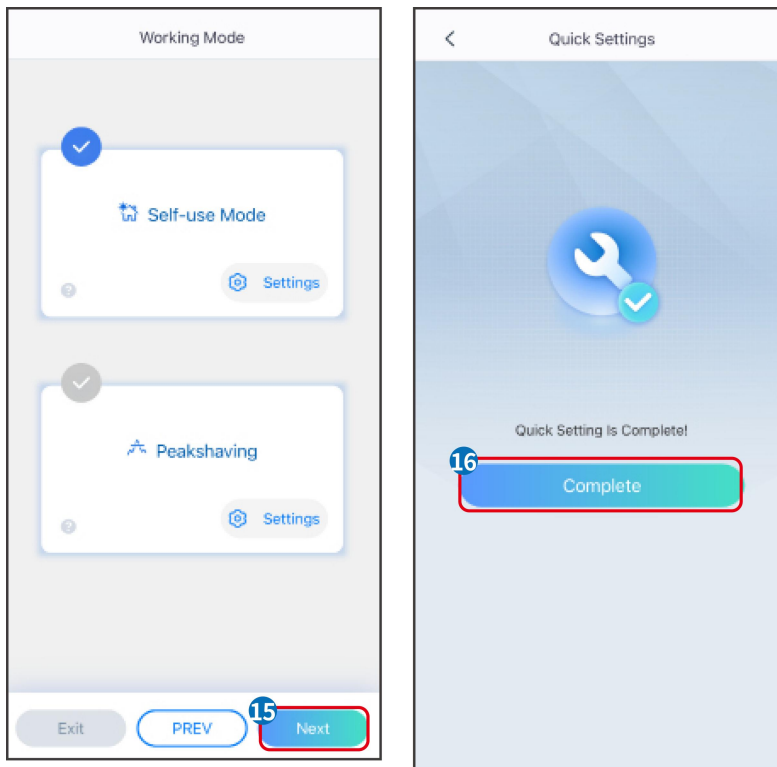 Working Mode
Self-use Mode
?
Settings
Peakshaving
?
Settings
Exit
PREV
15
Next
Quick Settings
Quick Setting Is Complete!
16
Complete